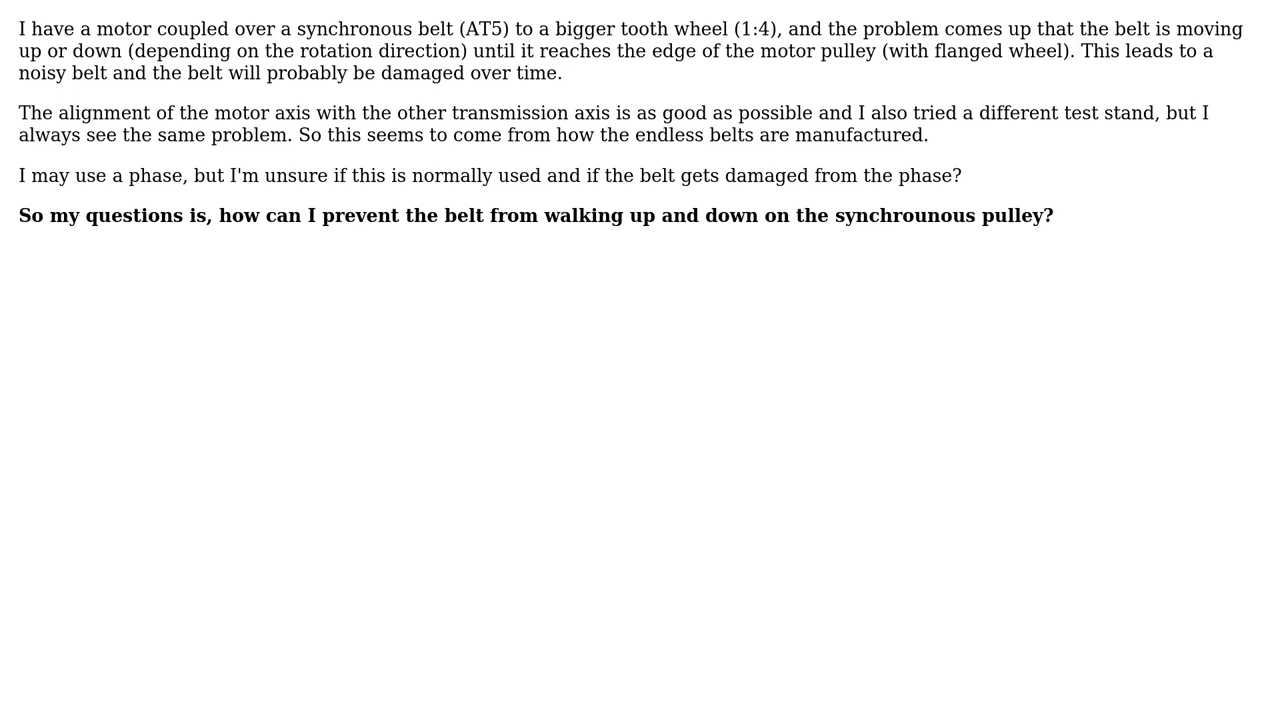 I have a motor coupled over a synchronous belt (AT5) to a bigger tooth wheel (1:4), and the problem comes up that the belt is moving
up or down (depending on the rotation direction) until it reaches the edge of the motor pulley (with flanged wheel). This leads to a
noisy belt and the belt will probably be damaged over time.
The alignment of the motor axis with the other transmission axis is as good as possible and I also tried a different test stand, but I
always see the same problem. So this seems to come from how the endless belts are manufactured.
I may use a phase, but I'm unsure if this is normally used and if the belt gets damaged from the phase?
So my questions is, how can I prevent the belt from walking up and down on the synchrounous pulley?